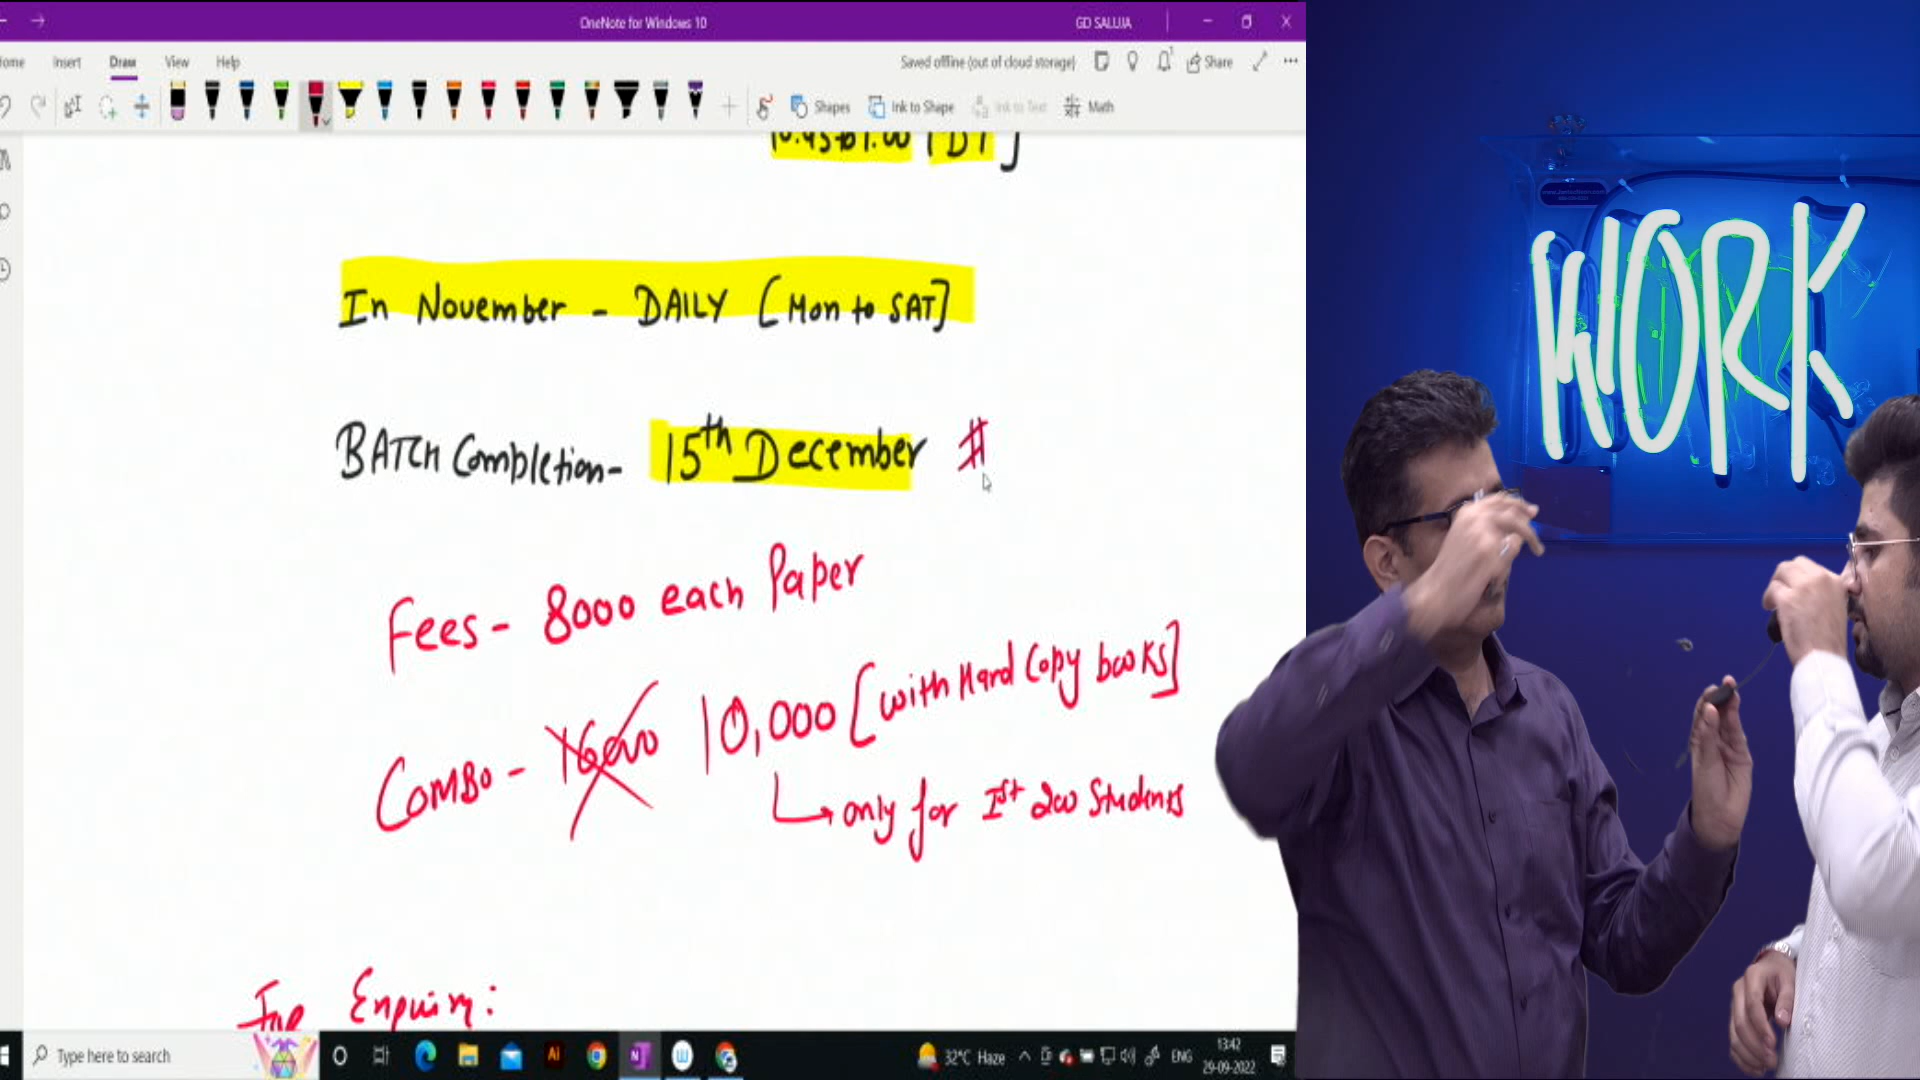 OneNote for Windows 10
GD SALUJA
Insert Draw View Help
Saved offline (out of cloud storage) Share
Shapes Ink to Shape Ink to Text Math
In November - DAILY [Mon to SAT]
BATCH Completion- 15th December #
Fees - 8000 each Paper
COMBO - 16000 10,000 [with Hard Copy books]
only for Ist 200 Students
For Enquiry:
WORK
Type here to search
32°C Haze ENG
13:42
29-09-2022